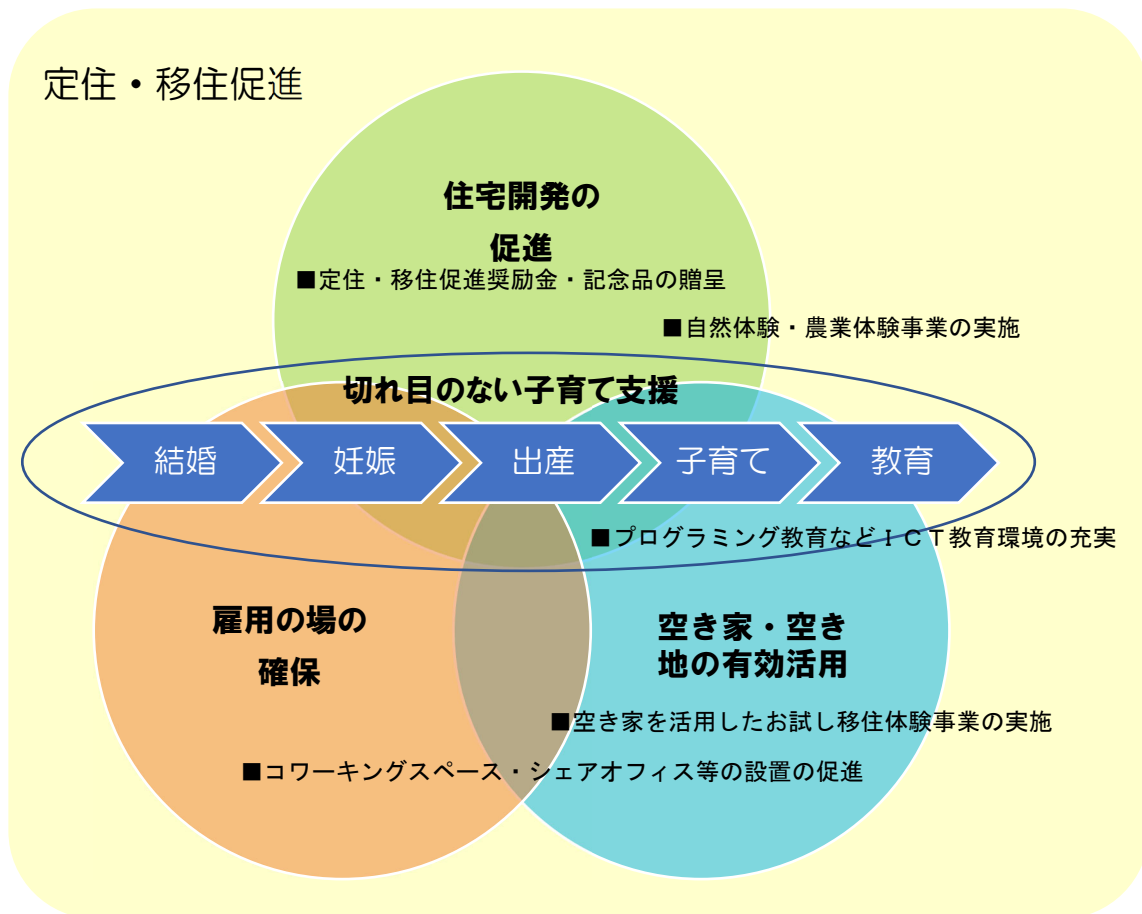 定住・移住促進
住宅開発の
促進
■定住・移住促進奨励金・記念品の贈呈
■自然体験・農業体験事業の実施
切れ目のない子育て支援
結婚
妊娠
出産
子育て
教育
■プログラミング教育などＩＣＴ教育環境の充実
雇用の場の
確保
空き家・空き
地の有効活用
■空き家を活用したお試し移住体験事業の実施
■コワーキングスペース・シェアオフィス等の設置の促進